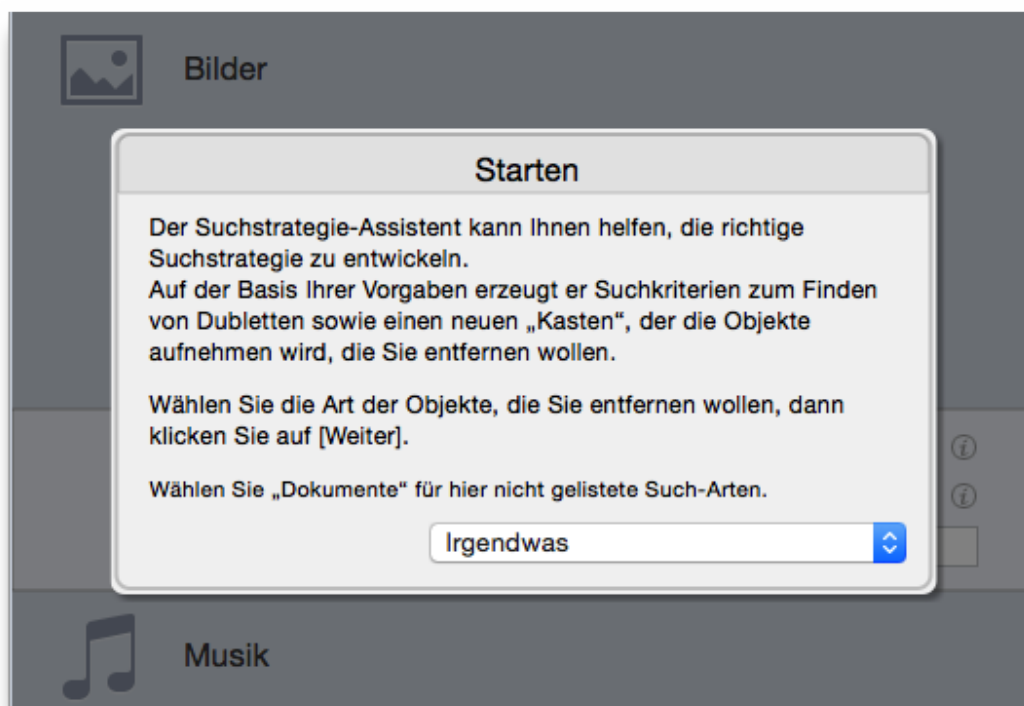 Bilder
Starten
Der Suchstrategie-Assistent kann Ihnen helfen, die richtige
Suchstrategie zu entwickeln.
Auf der Basis Ihrer Vorgaben erzeugt er Suchkriterien zum Finden
von Dubletten sowie einen neuen „Kasten“, der die Objekte
aufnehmen wird, die Sie entfernen wollen.
Wählen Sie die Art der Objekte, die Sie entfernen wollen, dann
klicken Sie auf [Weiter].
Wählen Sie „Dokumente“ für hier nicht gelistete Such-Arten.
Irgendwas
Musik